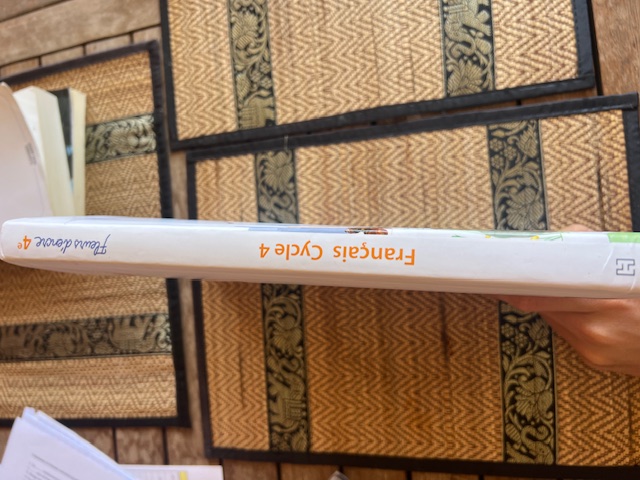 Fleurs d'encre 4e
Français Cycle 4
H